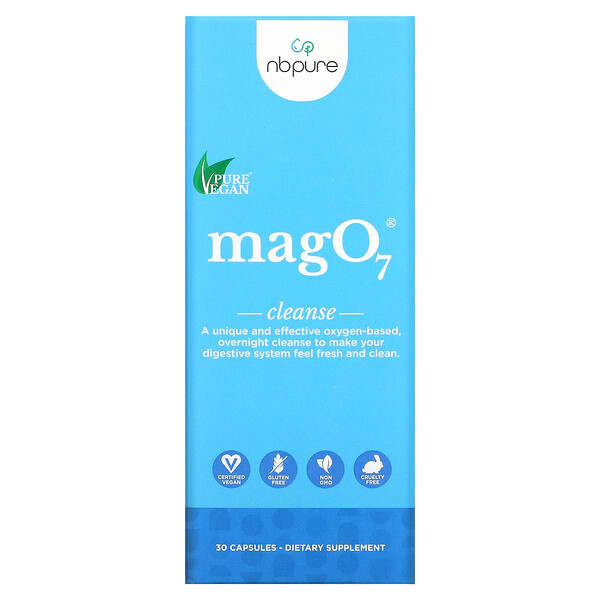 nbpure
PURE
VEGAN
magO7®
cleanse
A unique and effective oxygen-based,
overnight cleanse to make your
digestive system feel fresh and clean.
CERTIFIED
VEGAN
GLUTEN
FREE
NON
GMO
CRUELTY
FREE
30 CAPSULES - DIETARY SUPPLEMENT